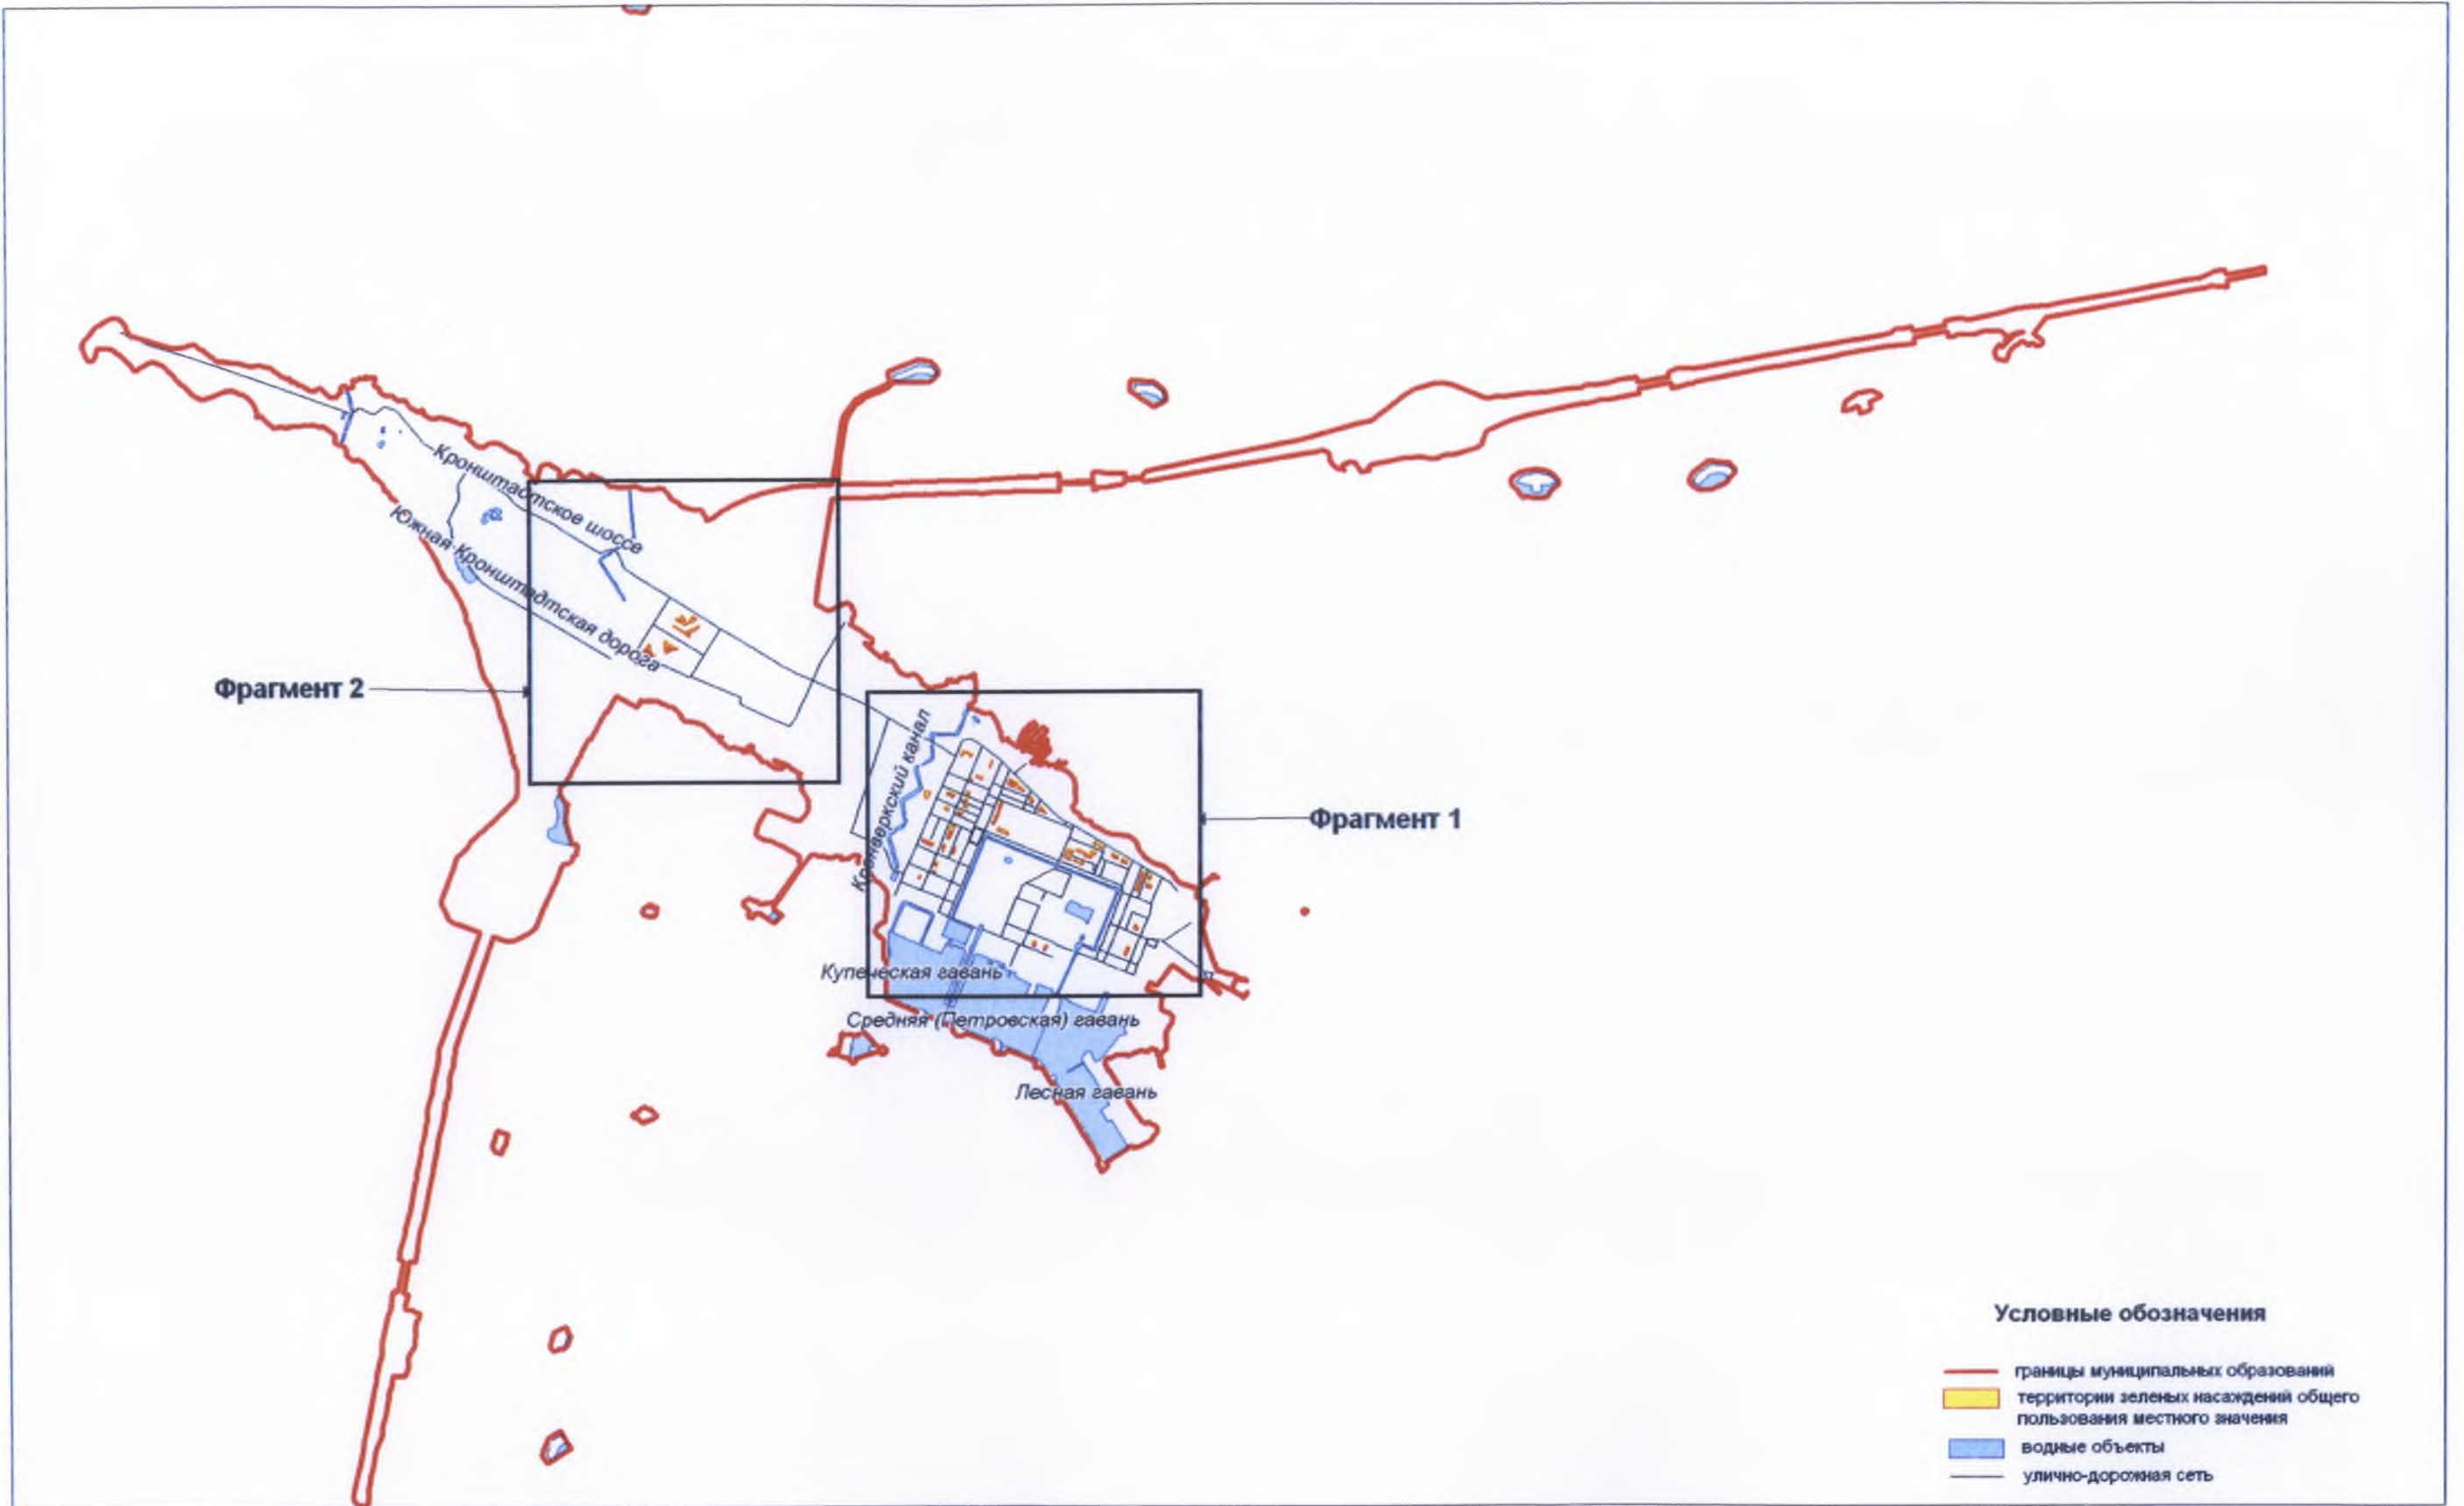 Кронштадтское шоссе
Южная Кронштадтская дорога
Фрагмент 2
Кронверкский канал
Фрагмент 1
Купеческая гавань
Средняя (Петровская) гавань
Лесная гавань
Условные обозначения
границы муниципальных образований
территории зеленых насаждений общего
пользования местного значения
водные объекты
улично-дорожная сеть